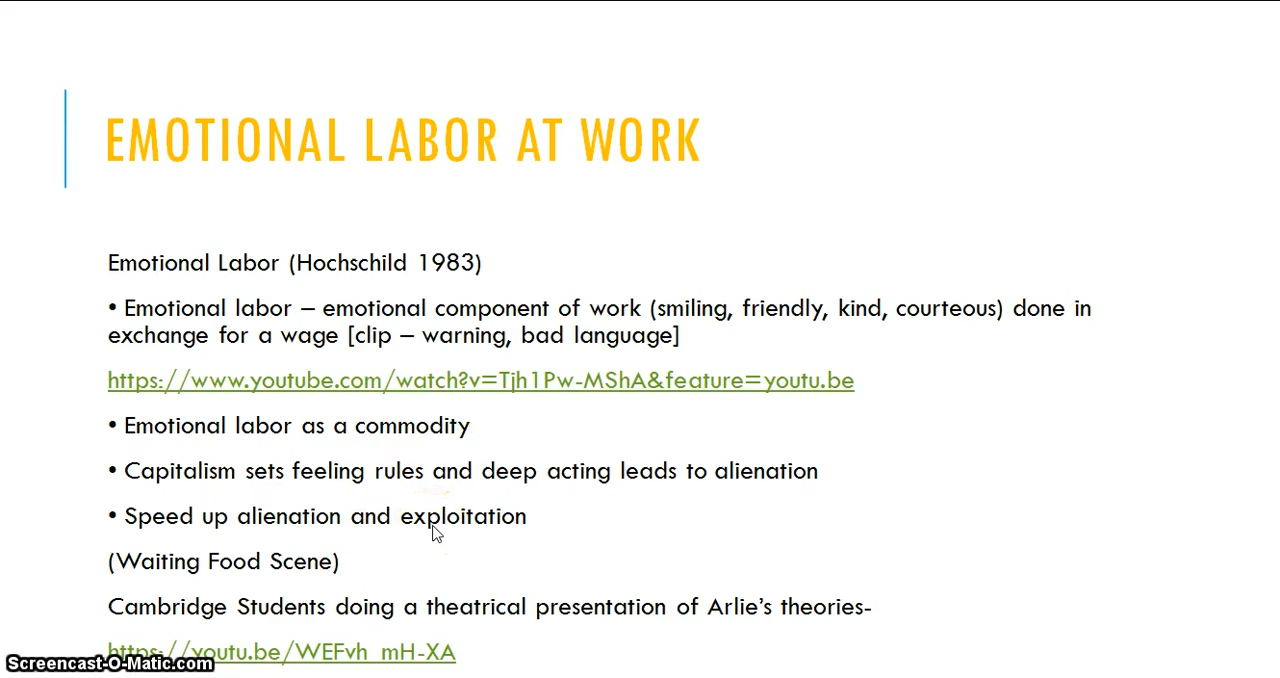 EMOTIONAL LABOR AT WORK
Emotional Labor (Hochschild 1983)
• Emotional labor – emotional component of work (smiling, friendly, kind, courteous) done in
exchange for a wage [clip – warning, bad language]
https://www.youtube.com/watch?v=Tjh1Pw-MShA&feature=youtu.be
• Emotional labor as a commodity
• Capitalism sets feeling rules and deep acting leads to alienation
• Speed up alienation and exploitation
(Waiting Food Scene)
Cambridge Students doing a theatrical presentation of Arlie’s theories-
https://youtu.be/WEFvh_mH-XA
Screencast-O-Matic.com